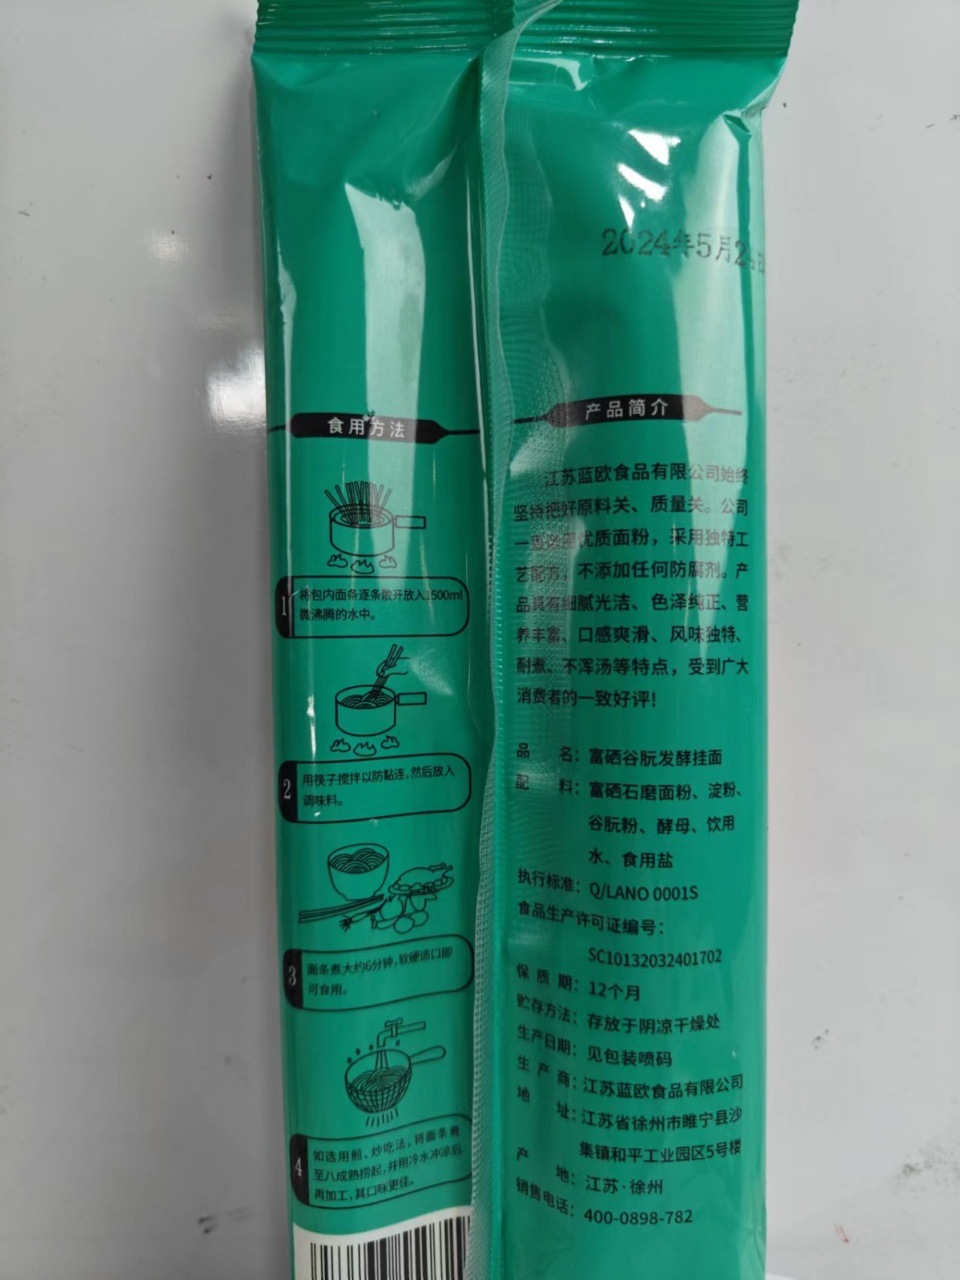 2024年5月2
食用方法
1
将包内面条逐条散开放入1500ml
微沸腾的水中。
2
用筷子搅拌以防黏连,然后放入
调味料。
3
面条煮大约6分钟,软硬适口即
可食用。
4
如选用煎、炒吃法,将面条煮
至八成熟捞起,并用冷水冲凉后
再加工,其口味更佳。
产品简介
江苏蓝欧食品有限公司始终
坚持把好原料关、质量关。公司
一直选用优质面粉，采用独特工
艺配方，不添加任何防腐剂。产
品具有细腻光洁、色泽纯正、营
养丰富、口感爽滑、风味独特、
耐煮、不浑汤等特点，受到广大
消费者的一致好评!
品 名：富硒谷朊发酵挂面
配 料：富硒石磨面粉、淀粉、
谷朊粉、酵母、饮用
水、食用盐
执行标准：Q/LANO 0001S
食品生产许可证编号：
SC10132032401702
保 质 期：12个月
贮存方法：存放于阴凉干燥处
生产日期：见包装喷码
生 产 商：江苏蓝欧食品有限公司
地 址：江苏省徐州市睢宁县沙
集镇和平工业园区5号楼
产 地：江苏·徐州
销售电话：400-0898-782